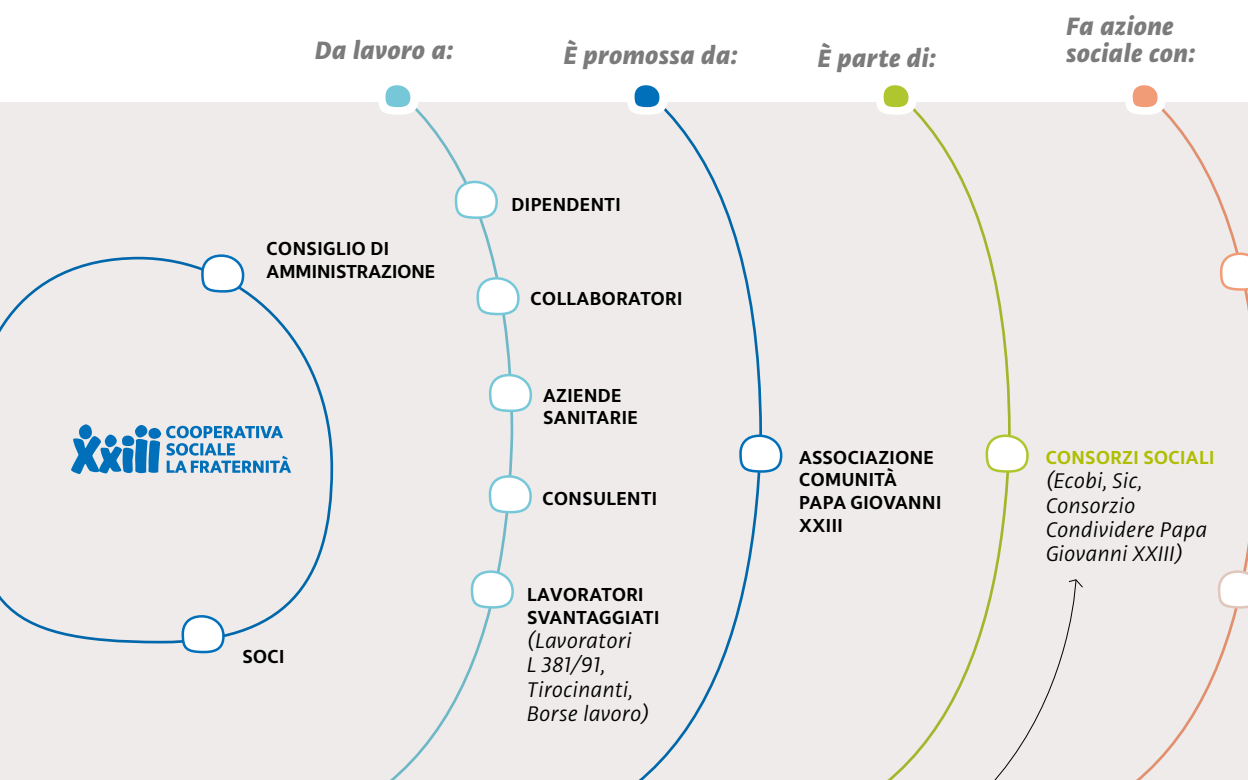 Da lavoro a:
È promossa da:
È parte di:
Fa azione
sociale con:
CONSIGLIO DI
AMMINISTRAZIONE
Xxiii COOPERATIVA
SOCIALE
LA FRATERNITÀ
SOCI
DIPENDENTI
COLLABORATORI
AZIENDE
SANITARIE
CONSULENTI
LAVORATORI
SVANTAGGIATI
(Lavoratori
L 381/91,
Tirocinanti,
Borse lavoro)
ASSOCIAZIONE
COMUNITÀ
PAPA GIOVANNI
XXIII
CONSORZI SOCIALI
(Ecobi, Sic,
Consorzio
Condividere Papa
Giovanni XXIII)